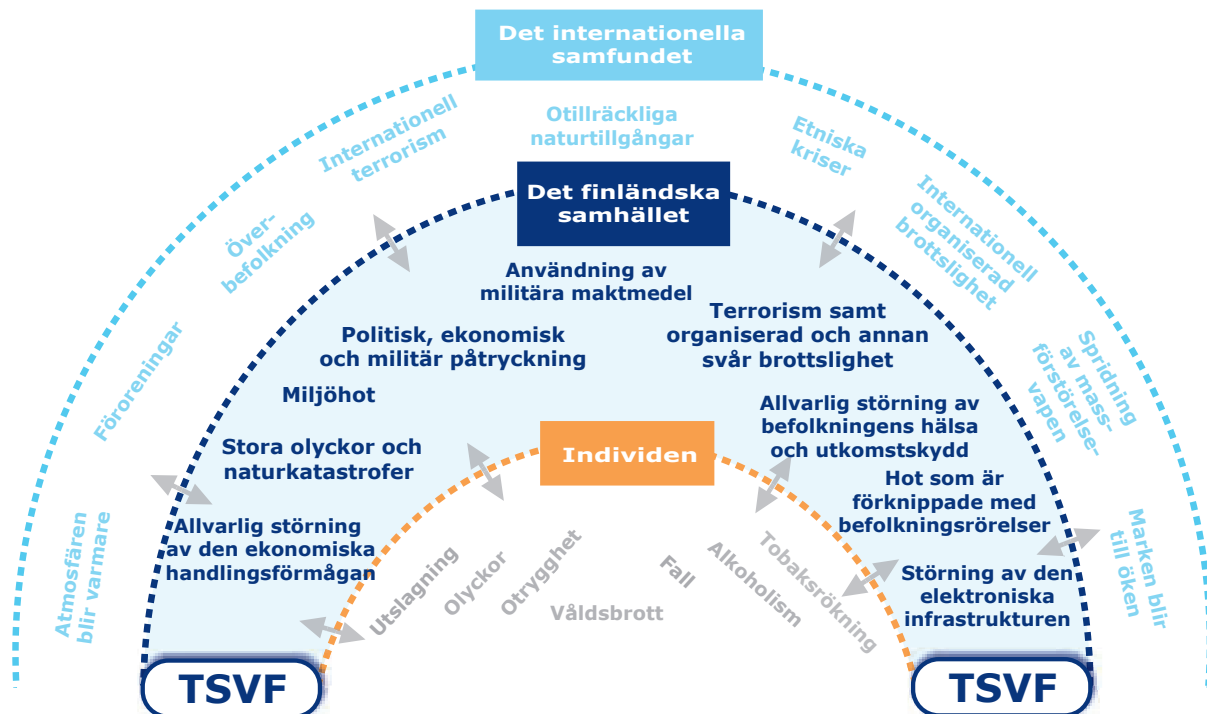 Det internationella
samfundet
Atmosfären
blir varmare
Föroreningar
Över-
befolkning
Internationell
terrorism
Otillräckliga
naturtillgångar
Etniska
kriser
Internationell
organiserad
brottslighet
Spridning
av mass-
förstörelse-
vapen
Marken blir
till öken
Det finländska
samhället
Allvarlig störning
av den ekonomiska
handlingsförmågan
Stora olyckor och
naturkatastrofer
Miljöhot
Politisk, ekonomisk
och militär påtryckning
Användning av
militära maktmedel
Terrorism samt
organiserad och annan
svår brottslighet
Allvarlig störning av
befolkningens hälsa
och utkomstskydd
Hot som är
förknippade med
befolkningsrörelser
Störning av den
elektroniska
infrastrukturen
Individen
Utslagning
Olyckor
Otrygghet
Våldsbrott
Fall
Alkoholism
Tobaksrökning
TSVF
TSVF